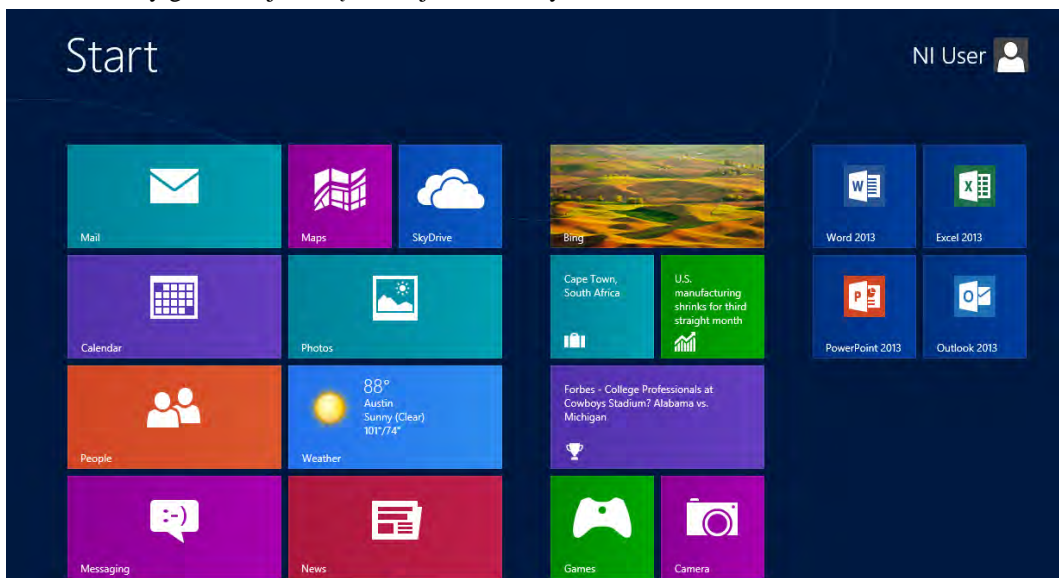 Start
NI User
Mail
Maps
SkyDrive
Bing
Word 2013
Excel 2013
Calendar
Photos
Cape Town,
South Africa
U.S.
manufacturing
shrinks for third
straight month
PowerPoint 2013
Outlook 2013
People
88°
Austin
Sunny (Clear)
101°/74°
Weather
Forbes - College Professionals at
Cowboys Stadium? Alabama vs.
Michigan
:-)
Messaging
News
Games
Camera